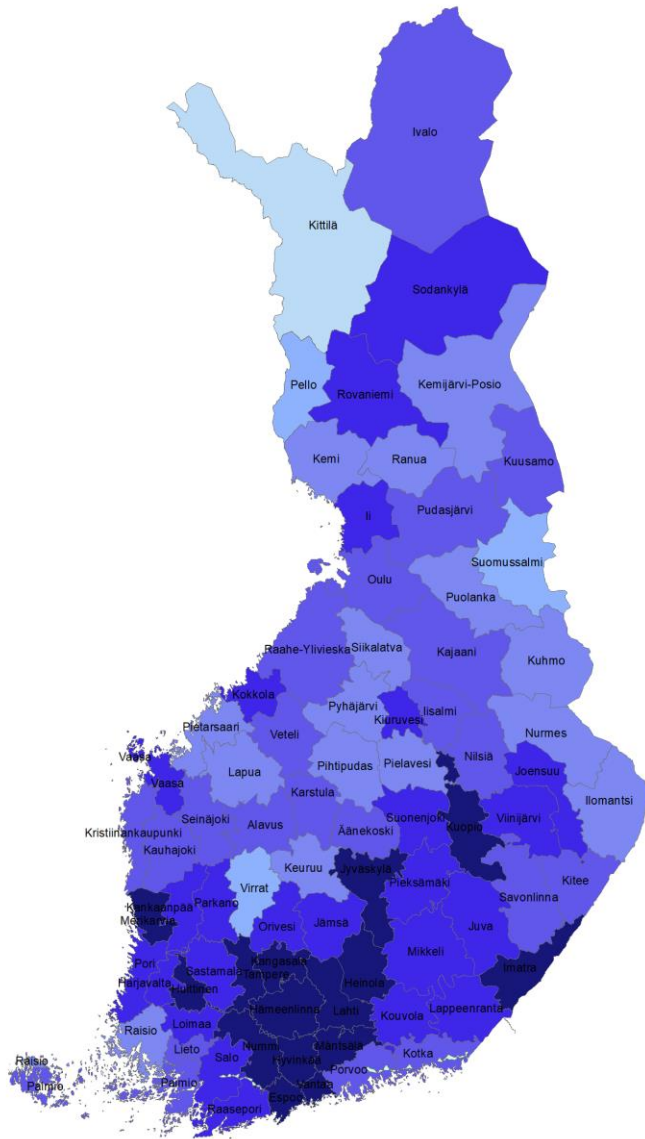 Ivalo
Kittilä
Sodankylä
Pello
Rovaniemi
Kemijärvi-Posio
Kemi
Ranua
Kuusamo
Ii
Pudasjärvi
Suomussalmi
Oulu
Puolanka
Raahe-Ylivieska
Siikalatva
Kajaani
Kuhmo
Kokkola
Pyhäjärvi
Kiuruvesi
Iisalmi
Pietarsaari
Veteli
Nurmes
Vaasa
Vaasa
Lapua
Pihtipudas
Pielavesi
Nilsiä
Joensuu
Ilomantsi
Karstula
Seinäjoki
Alavus
Suonenjoki
Kuopio
Viinijärvi
Kristiinankaupunki
Kauhajoki
Äänekoski
Keuruu
Jyväskylä
Virrat
Pieksämäki
Kitee
Savonlinna
Kankaanpää
Parkano
Merikarvia
Orivesi
Jämsä
Juva
Mikkeli
Pori
Sastamala
Kangasala
Tampere
Imatra
Harjavalta
Huittinen
Heinola
Hämeenlinna
Lahti
Kouvola
Lappeenranta
Raisio
Loimaa
Lieto
Salo
Nummi
Hyvinkää
Mäntsälä
Kotka
Porvoo
Raisio
Paimio
Paimio
Vantaa
Espoo
Raasepori